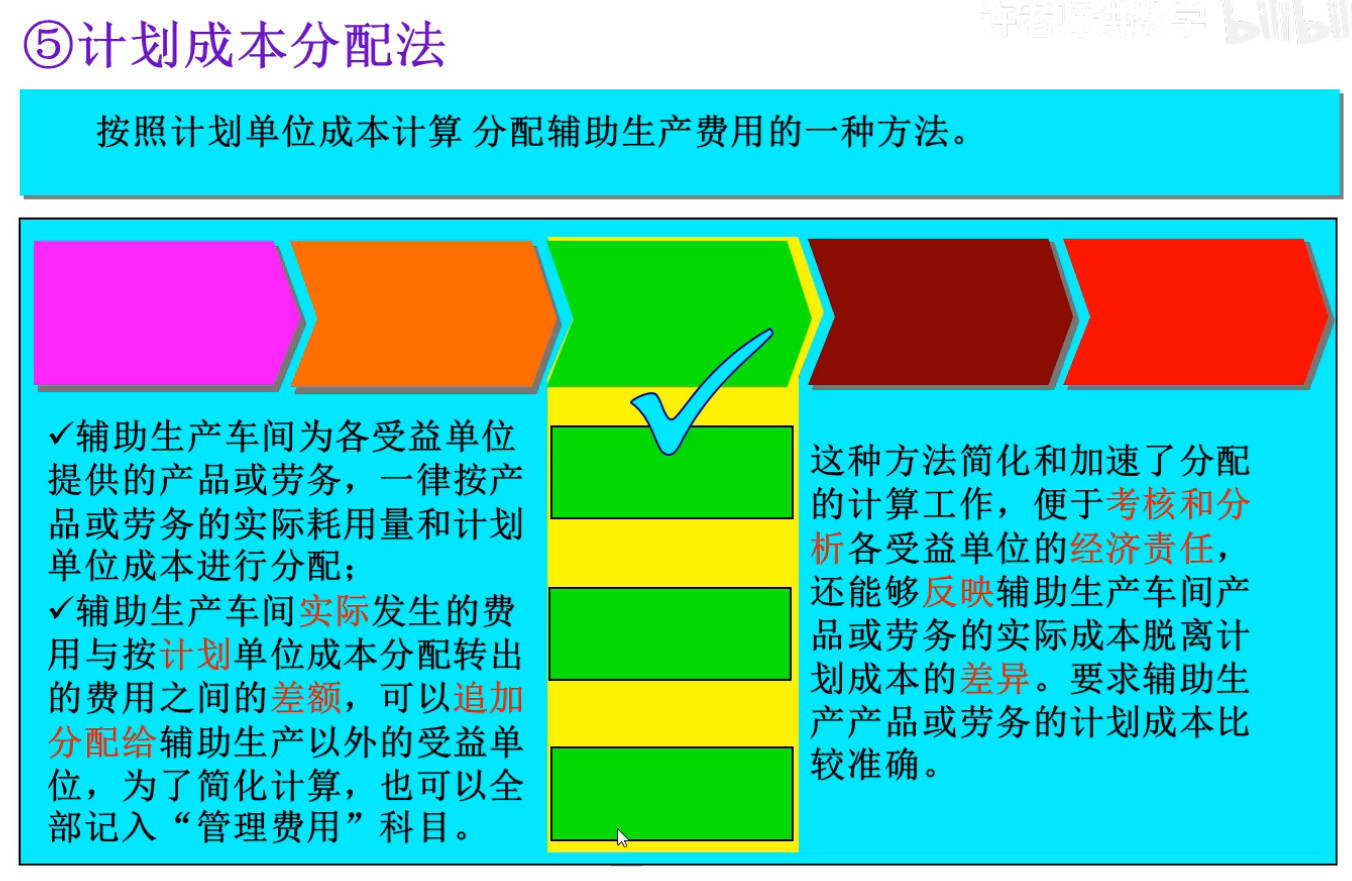 ⑤计划成本分配法
许老师讲数学 bilibili
按照计划单位成本计算 分配辅助生产费用的一种方法。
✓辅助生产车间为各受益单位
提供的产品或劳务，一律按产
品或劳务的实际耗用量和计划
单位成本进行分配；
✓辅助生产车间实际发生的费
用与按计划单位成本分配转出
的费用之间的差额，可以追加
分配给辅助生产以外的受益单
位，为了简化计算，也可以全
部记入“管理费用”科目。
这种方法简化和加速了分配
的计算工作，便于考核和分
析各受益单位的经济责任，
还能够反映辅助生产车间产
品或劳务的实际成本脱离计
划成本的差异。要求辅助生
产产品或劳务的计划成本比
较准确。